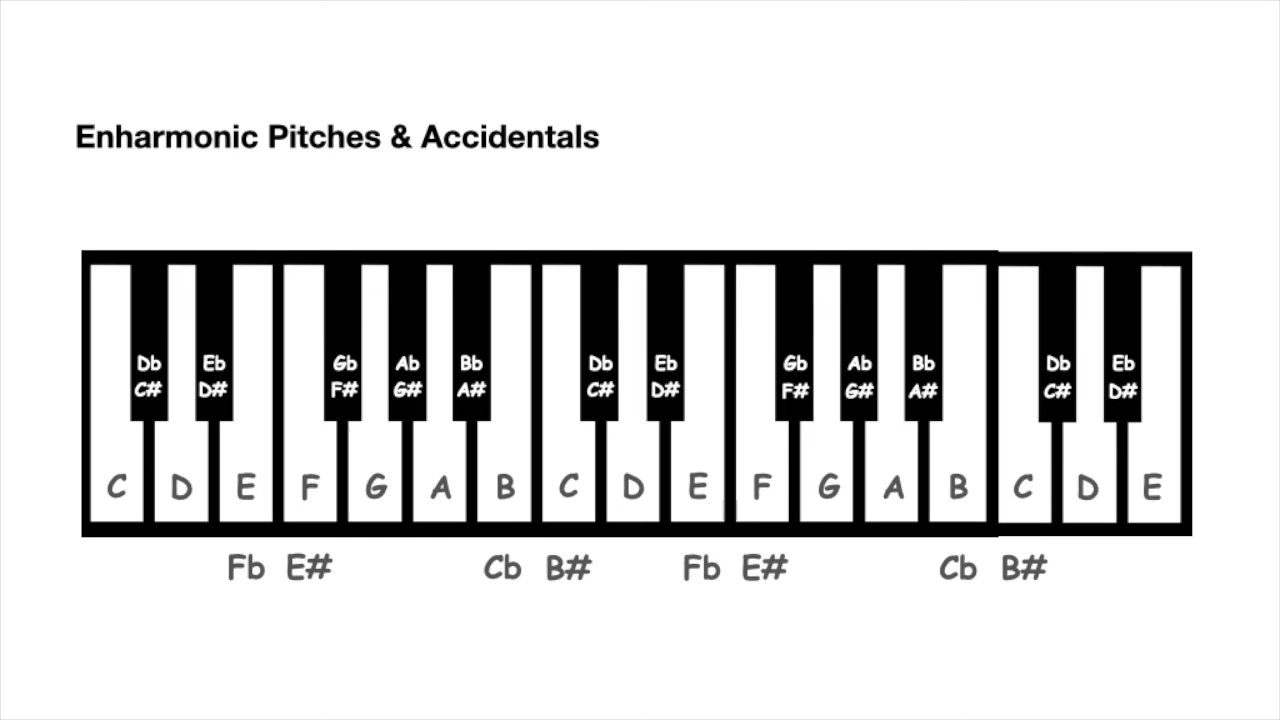 Enharmonic Pitches & Accidentals
Db Eb Gb Ab Bb Db Eb Gb Ab Bb Db Eb
C# D# F# G# A# C# D# F# G# A# C# D#
C D E F G A B C D E F G A B C D E
Fb E# Cb B# Fb E# Cb B#